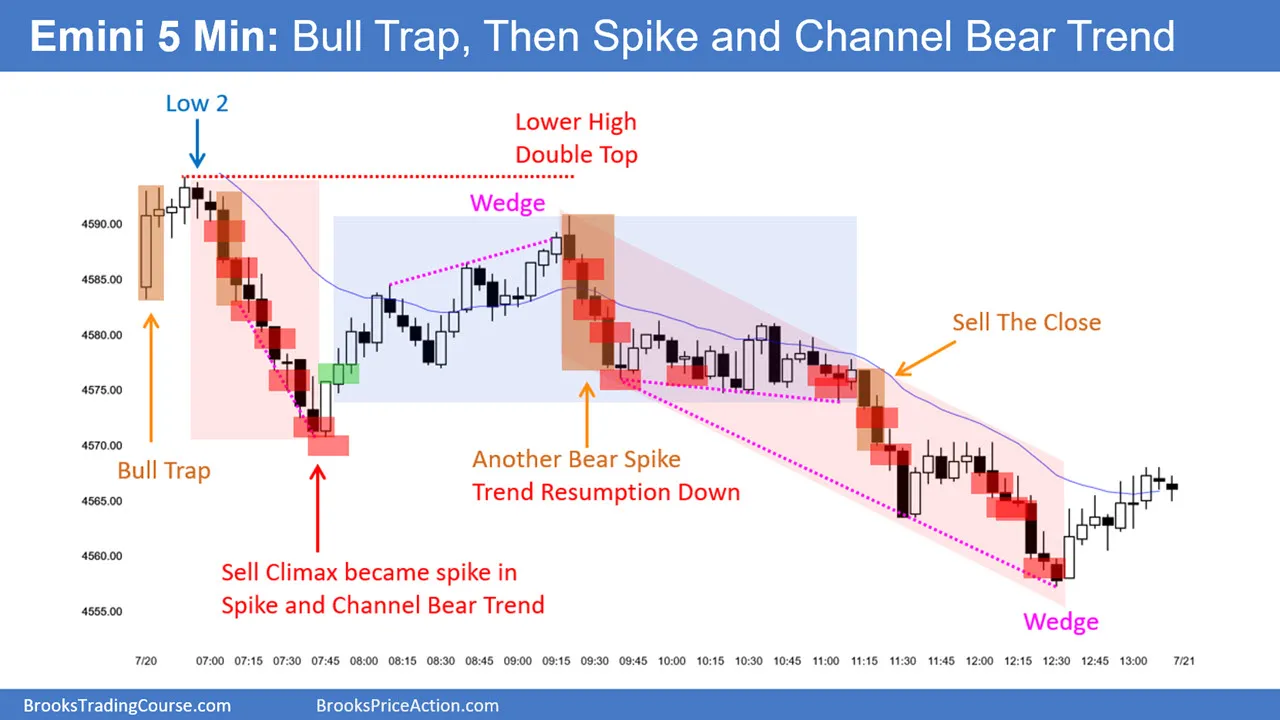 Emini 5 Min: Bull Trap, Then Spike and Channel Bear Trend
Low 2
Lower High
Double Top
Wedge
4590.00
4585.00
4580.00
4575.00
4570.00
4565.00
4560.00
4555.00
Sell The Close
Bull Trap
Another Bear Spike
Trend Resumption Down
Sell Climax became spike in
Spike and Channel Bear Trend
Wedge
7/20 07:00 07:15 07:30 07:45 08:00 08:15 08:30 08:45 09:00 09:15 09:30 09:45 10:00 10:15 10:30 10:45 11:00 11:15 11:30 11:45 12:00 12:15 12:30 12:45 13:00 7/21
BrooksTradingCourse.com BrooksPriceAction.com